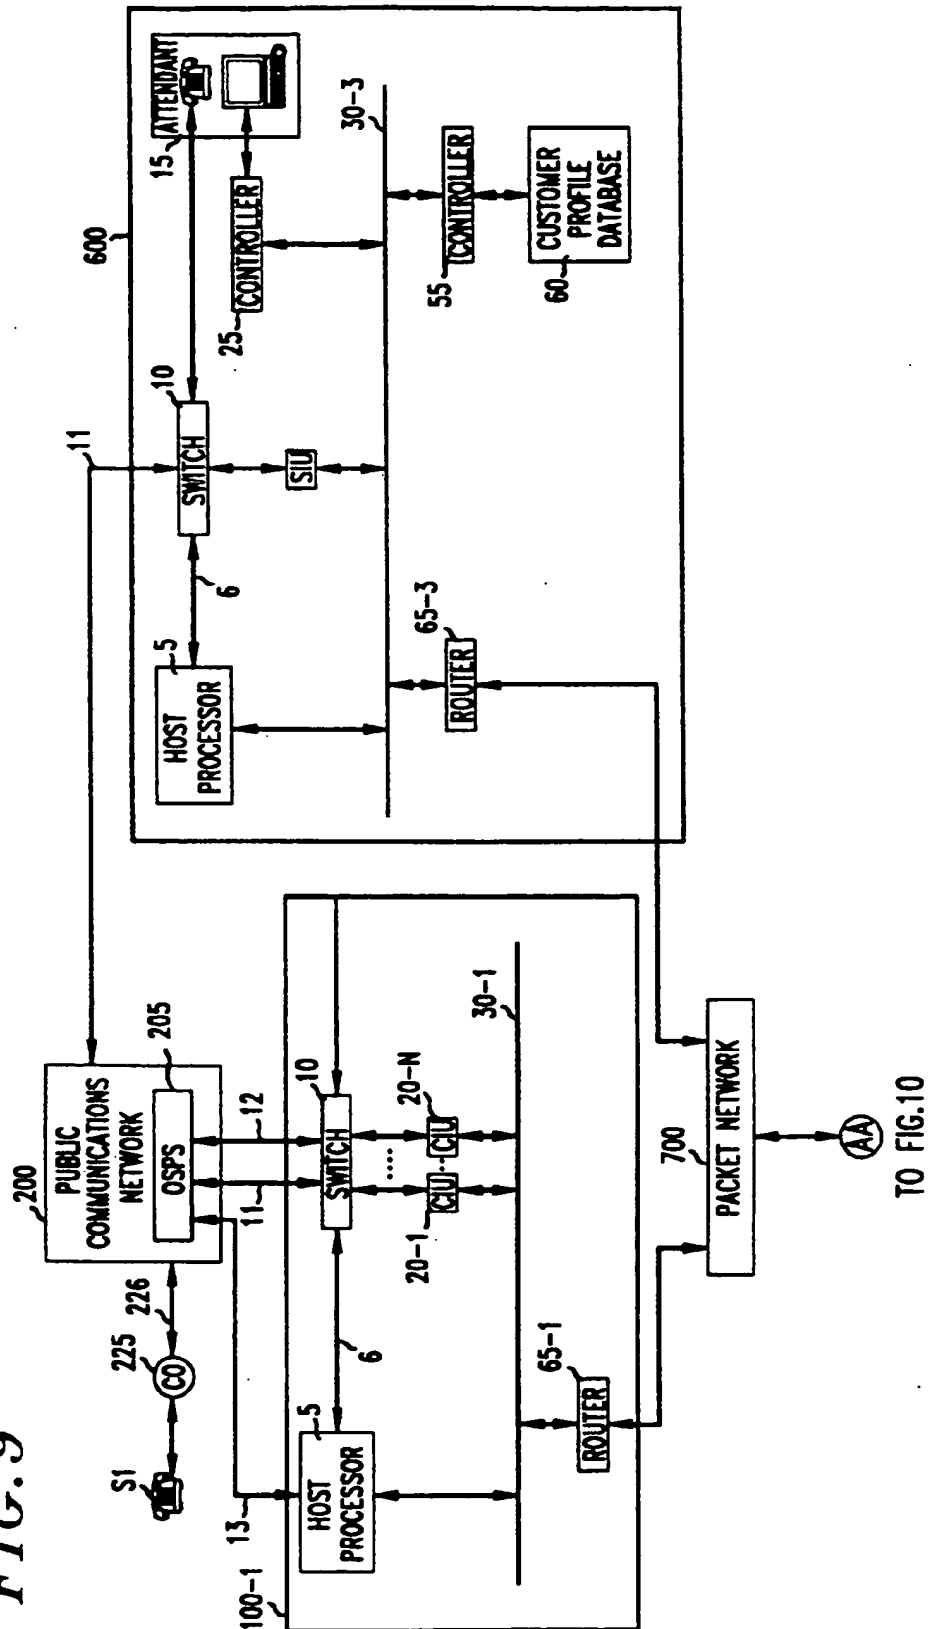 FIG. 9
S1
225
CO
226
200
PUBLIC
COMMUNICATIONS
NETWORK
205
OSPS
11
12
13
100-1
HOST
PROCESSOR
5
6
SWITCH
10
20-1
CIU
....
..
CIU
20-N
30-1
65-1
ROUTER
600
HOST
PROCESSOR
5
6
SWITCH
10
11
SIU
15
ATTENDANT
25
CONTROLLER
30-3
55
CONTROLLER
60
CUSTOMER
PROFILE
DATABASE
65-3
ROUTER
700
PACKET NETWORK
AA
TO FIG.10